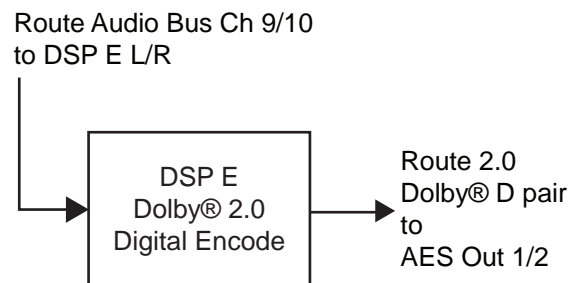 Route Audio Bus Ch 9/10
to DSP E L/R
DSP E
Dolby® 2.0
Digital Encode
Route 2.0
Dolby® D pair
to
AES Out 1/2